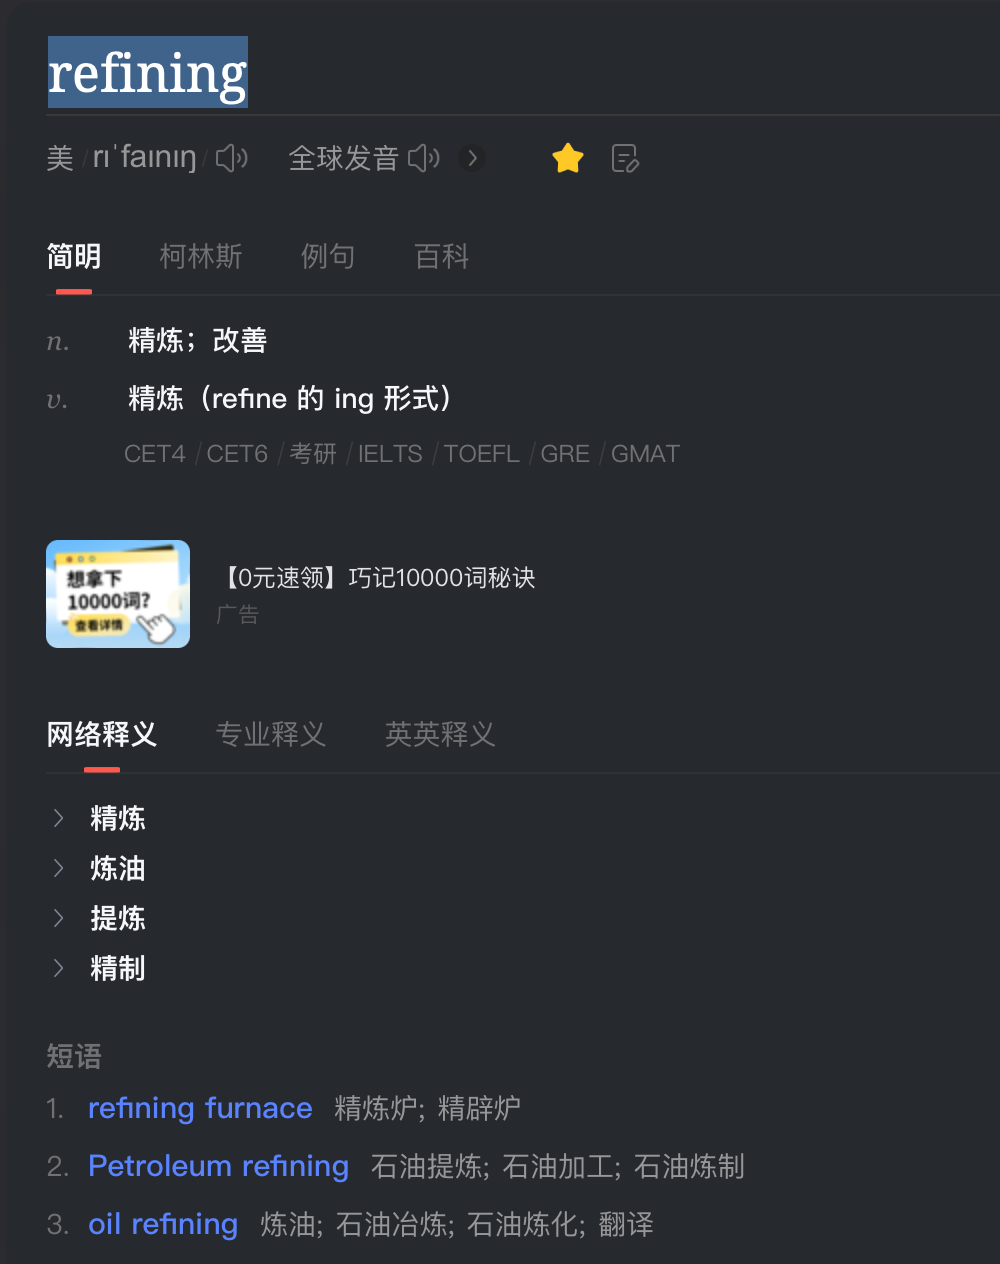 refining
美 / rɪˈfaɪnɪŋ / 全球发音
简明 柯林斯 例句 百科
n. 精炼；改善
v. 精炼（refine 的 ing 形式）
CET4 / CET6 / 考研 / IELTS / TOEFL / GRE / GMAT
想拿下
10000词?
查看详情
【0元速领】巧记10000词秘诀
广告
网络释义 专业释义 英英释义
精炼
炼油
提炼
精制
短语
1. refining furnace 精炼炉; 精辟炉
2. Petroleum refining 石油提炼; 石油加工; 石油炼制
3. oil refining 炼油; 石油冶炼; 石油炼化; 翻译